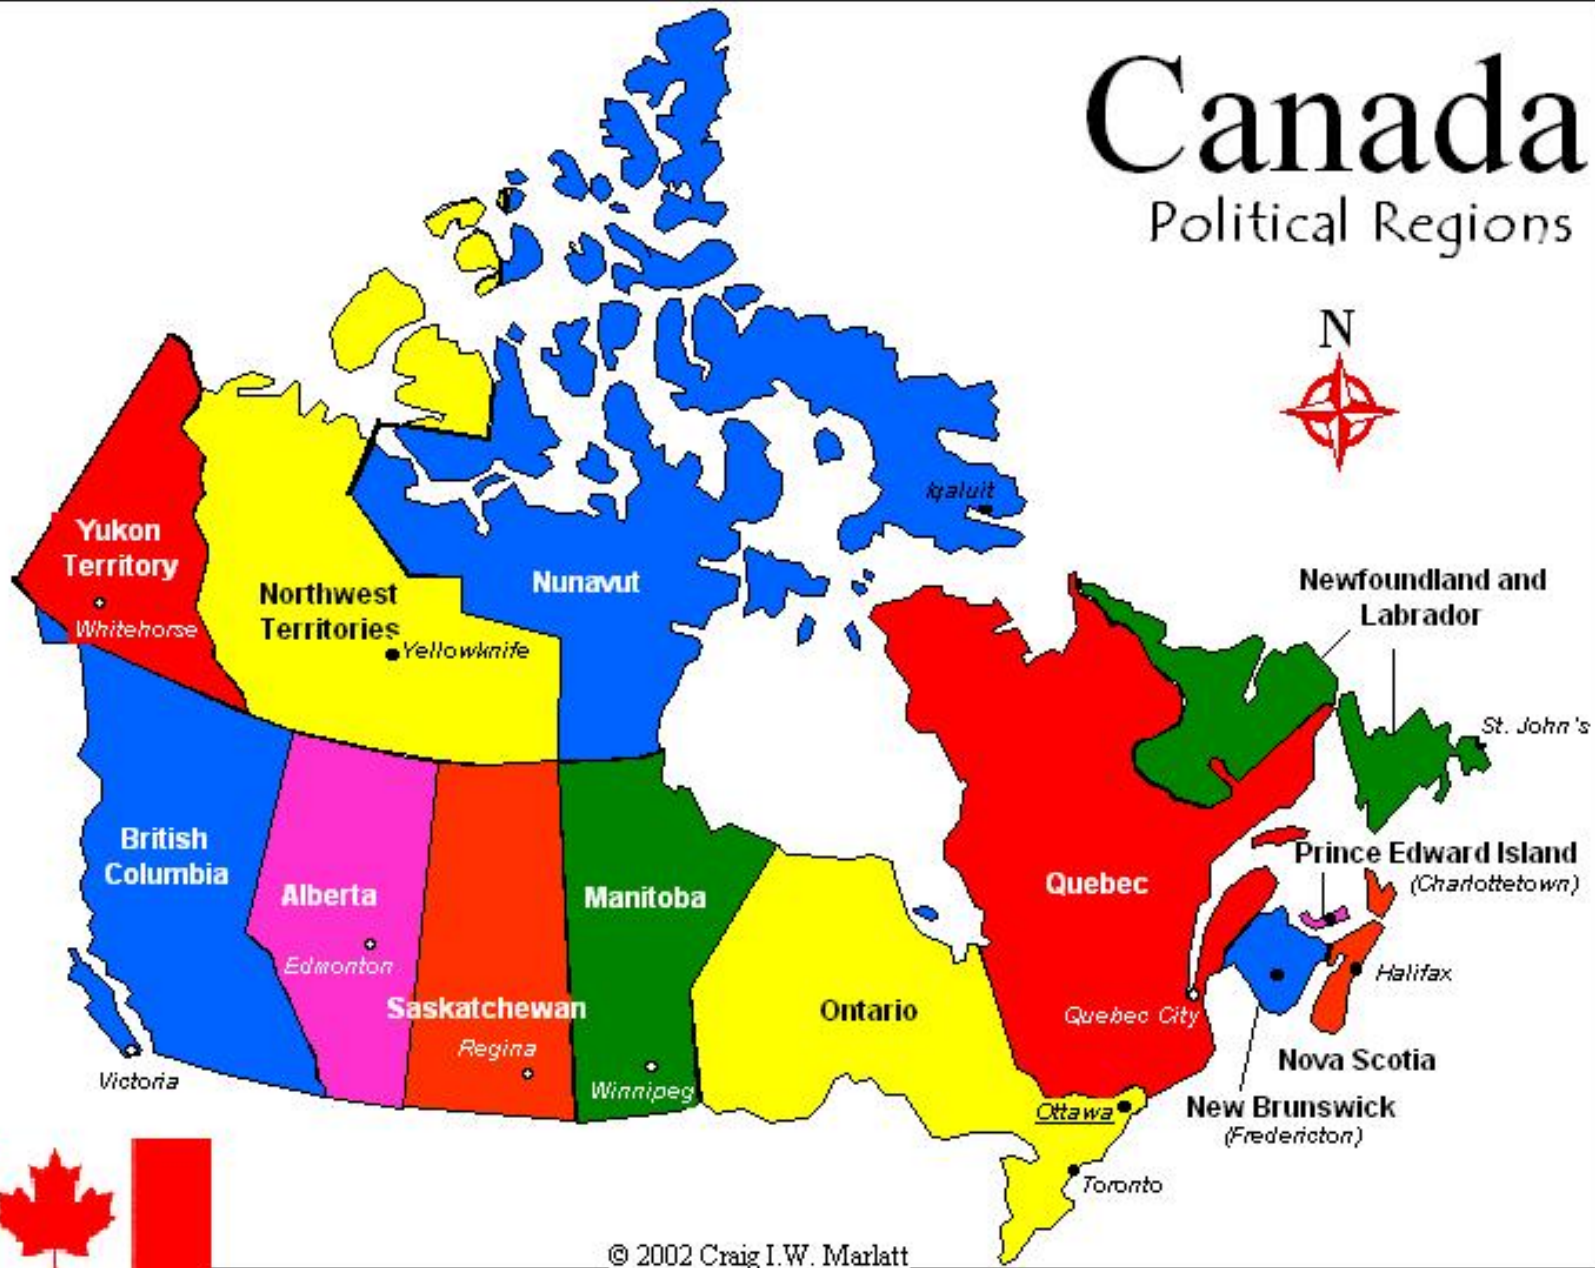 Canada
Political Regions
N
Iqaluit
Yukon
Territory
Whitehorse
Northwest
Territories
Yellowknife
Nunavut
Newfoundland and
Labrador
St. John's
British
Columbia
Alberta
Edmonton
Saskatchewan
Regina
Manitoba
Winnipeg
Ontario
Quebec
Quebec City
Prince Edward Island
(Charlottetown)
Halifax
Nova Scotia
New Brunswick
(Fredericton)
Ottawa
Toronto
Victoria
© 2002 Craig I.W. Marlatt